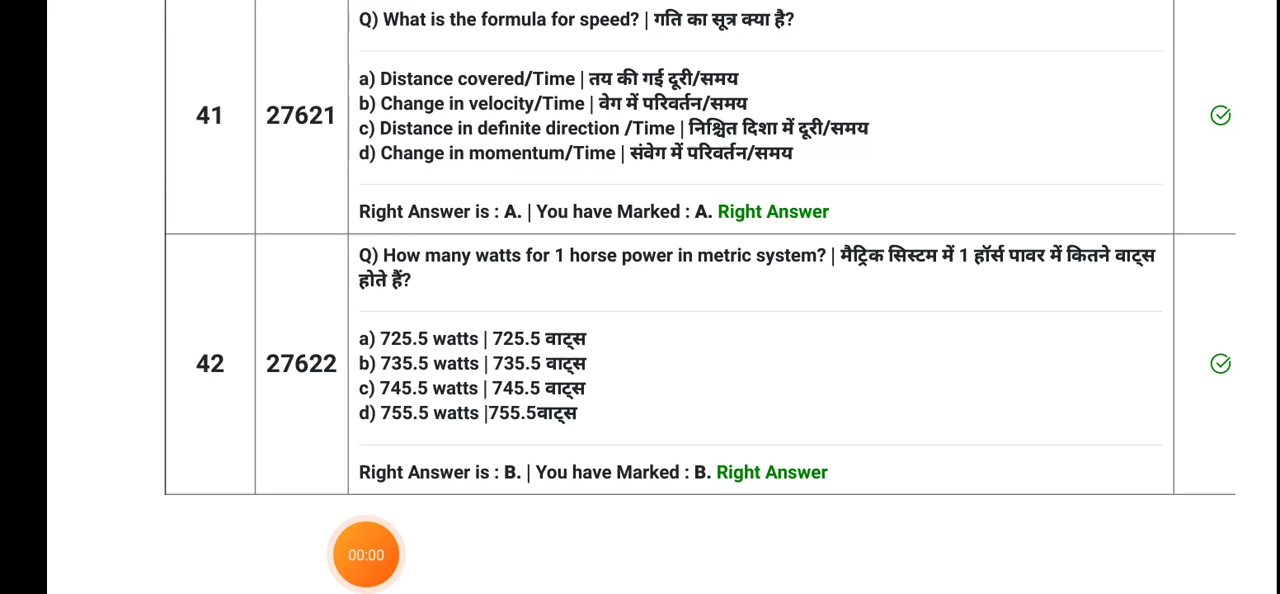 Q) What is the formula for speed? | गति का सूत्र क्या है?
a) Distance covered/Time | तय की गई दूरी/समय
b) Change in velocity/Time | वेग में परिवर्तन/समय
41 27621
c) Distance in definite direction /Time | निश्चित दिशा में दूरी/समय
d) Change in momentum/Time | संवेग में परिवर्तन/समय
Right Answer is : A. | You have Marked : A. Right Answer
Q) How many watts for 1 horse power in metric system? | मैट्रिक सिस्टम में 1 हॉर्स पावर में कितने वाट्स
होते हैं?
a) 725.5 watts | 725.5 वाट्स
42 27622
b) 735.5 watts | 735.5 वाट्स
c) 745.5 watts | 745.5 वाट्स
d) 755.5 watts |755.5वाट्स
Right Answer is : B. | You have Marked : B. Right Answer
00:00